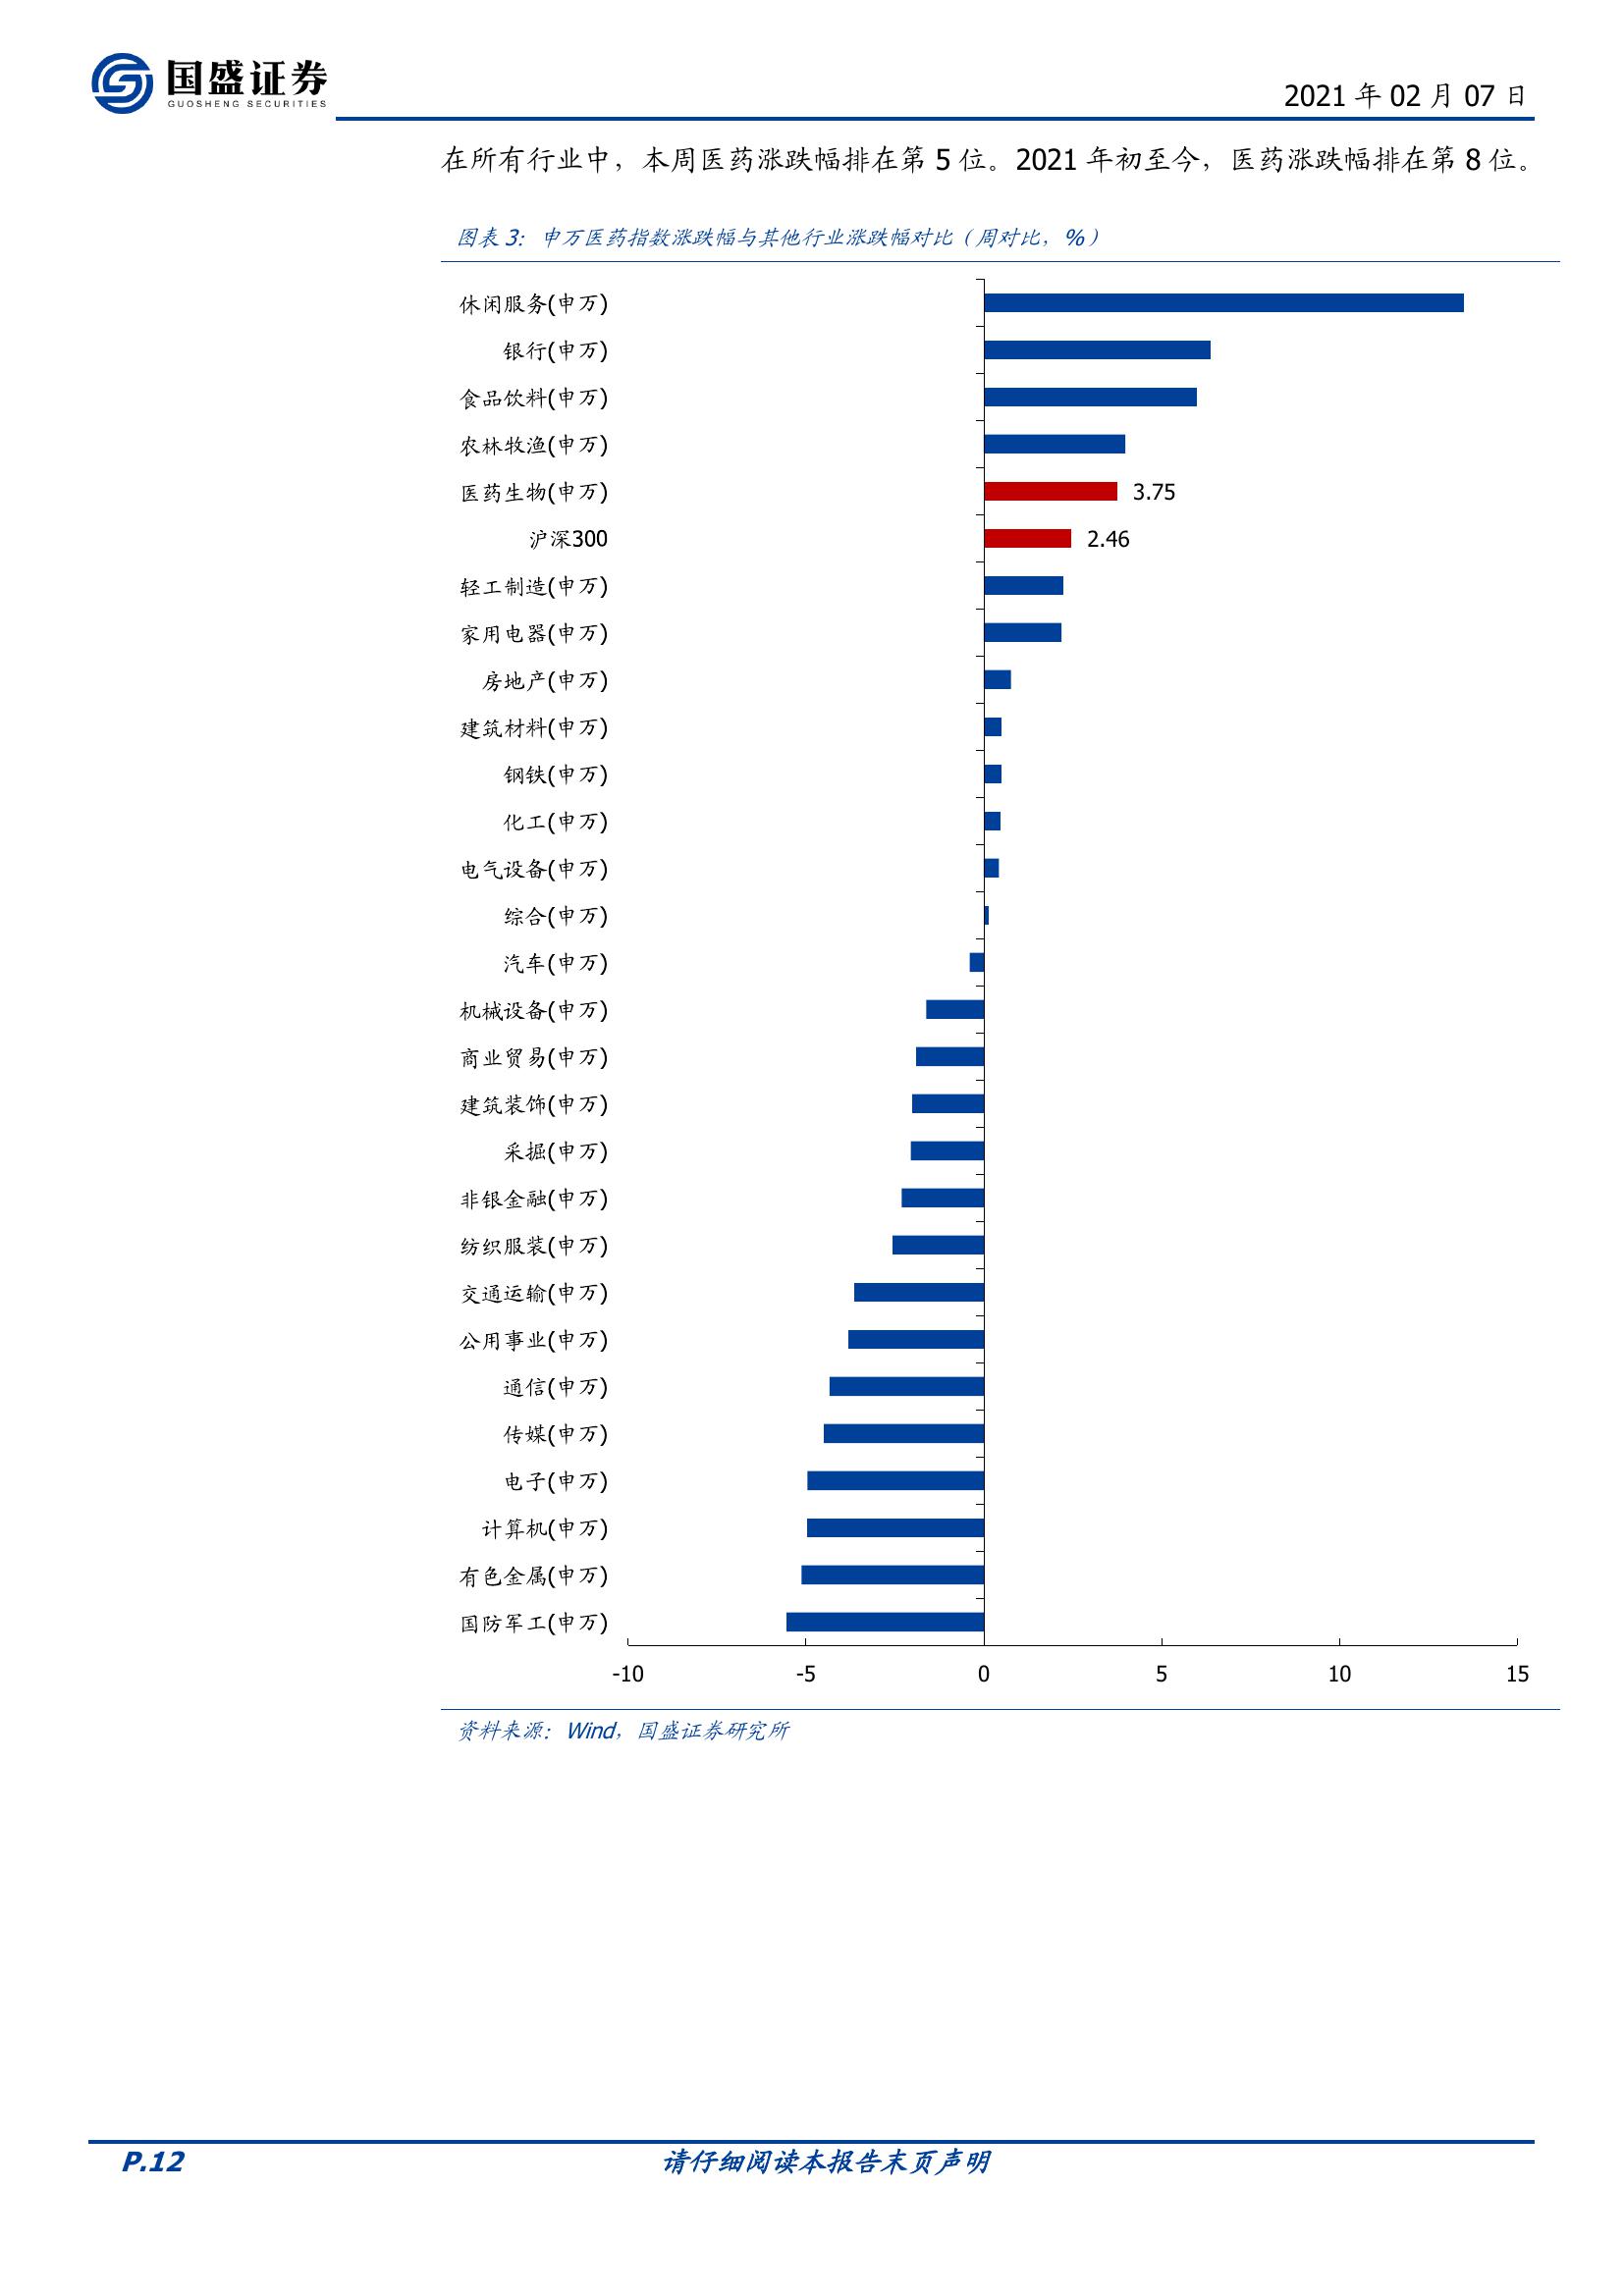 国盛证券
GUOSHENG SECURITIES
2021 年 02 月 07 日
在所有行业中，本周医药涨跌幅排在第 5 位。2021 年初至今，医药涨跌幅排在第 8 位。
图表 3：申万医药指数涨跌幅与其他行业涨跌幅对比（周对比，%）
休闲服务(申万)
银行(申万)
食品饮料(申万)
农林牧渔(申万)
医药生物(申万) 3.75
沪深300 2.46
轻工制造(申万)
家用电器(申万)
房地产(申万)
建筑材料(申万)
钢铁(申万)
化工(申万)
电气设备(申万)
综合(申万)
汽车(申万)
机械设备(申万)
商业贸易(申万)
建筑装饰(申万)
采掘(申万)
非银金融(申万)
纺织服装(申万)
交通运输(申万)
公用事业(申万)
通信(申万)
传媒(申万)
电子(申万)
计算机(申万)
有色金属(申万)
国防军工(申万)
-10 -5 0 5 10 15
资料来源：Wind，国盛证券研究所
P.12 请仔细阅读本报告末页声明